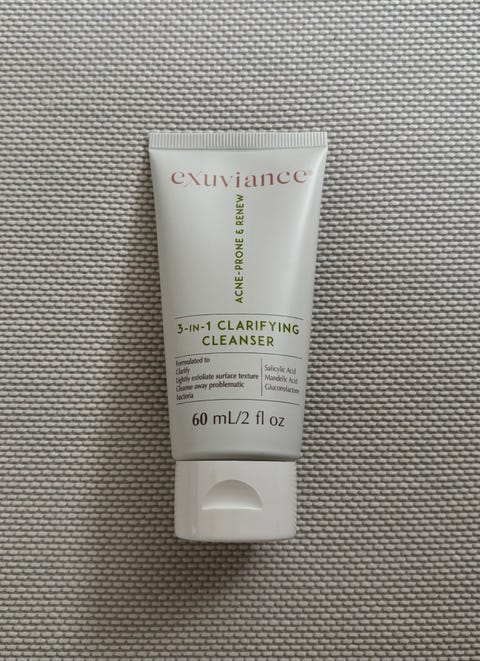 exuviance®
ACNE-PRONE & RENEW
3-IN-1 CLARIFYING
CLEANSER
Formulated to
Clarify
Lightly exfoliate surface texture
Cleanse away problematic
bacteria
Salicylic Acid
Mandelic Acid
Gluconolactone
60 mL/2 fl oz